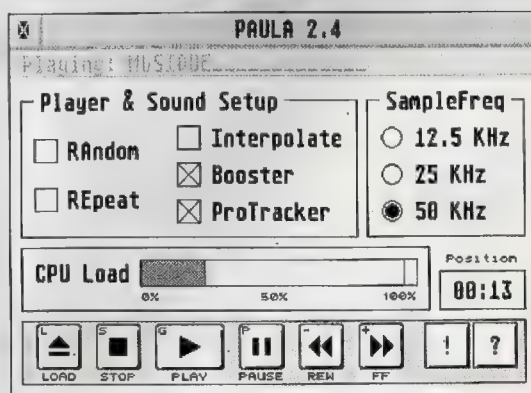 PAULA 2.4
Playing:
Player & Sound Setup
RAndom
REpeat
Interpolate
Booster
ProTracker
SampleFreq
12.5 KHz
25 KHz
50 KHz
CPU Load
0% 50% 100%
Position
00:13
L S G P - +
LOAD STOP PLAY PAUSE REW FF
! ?